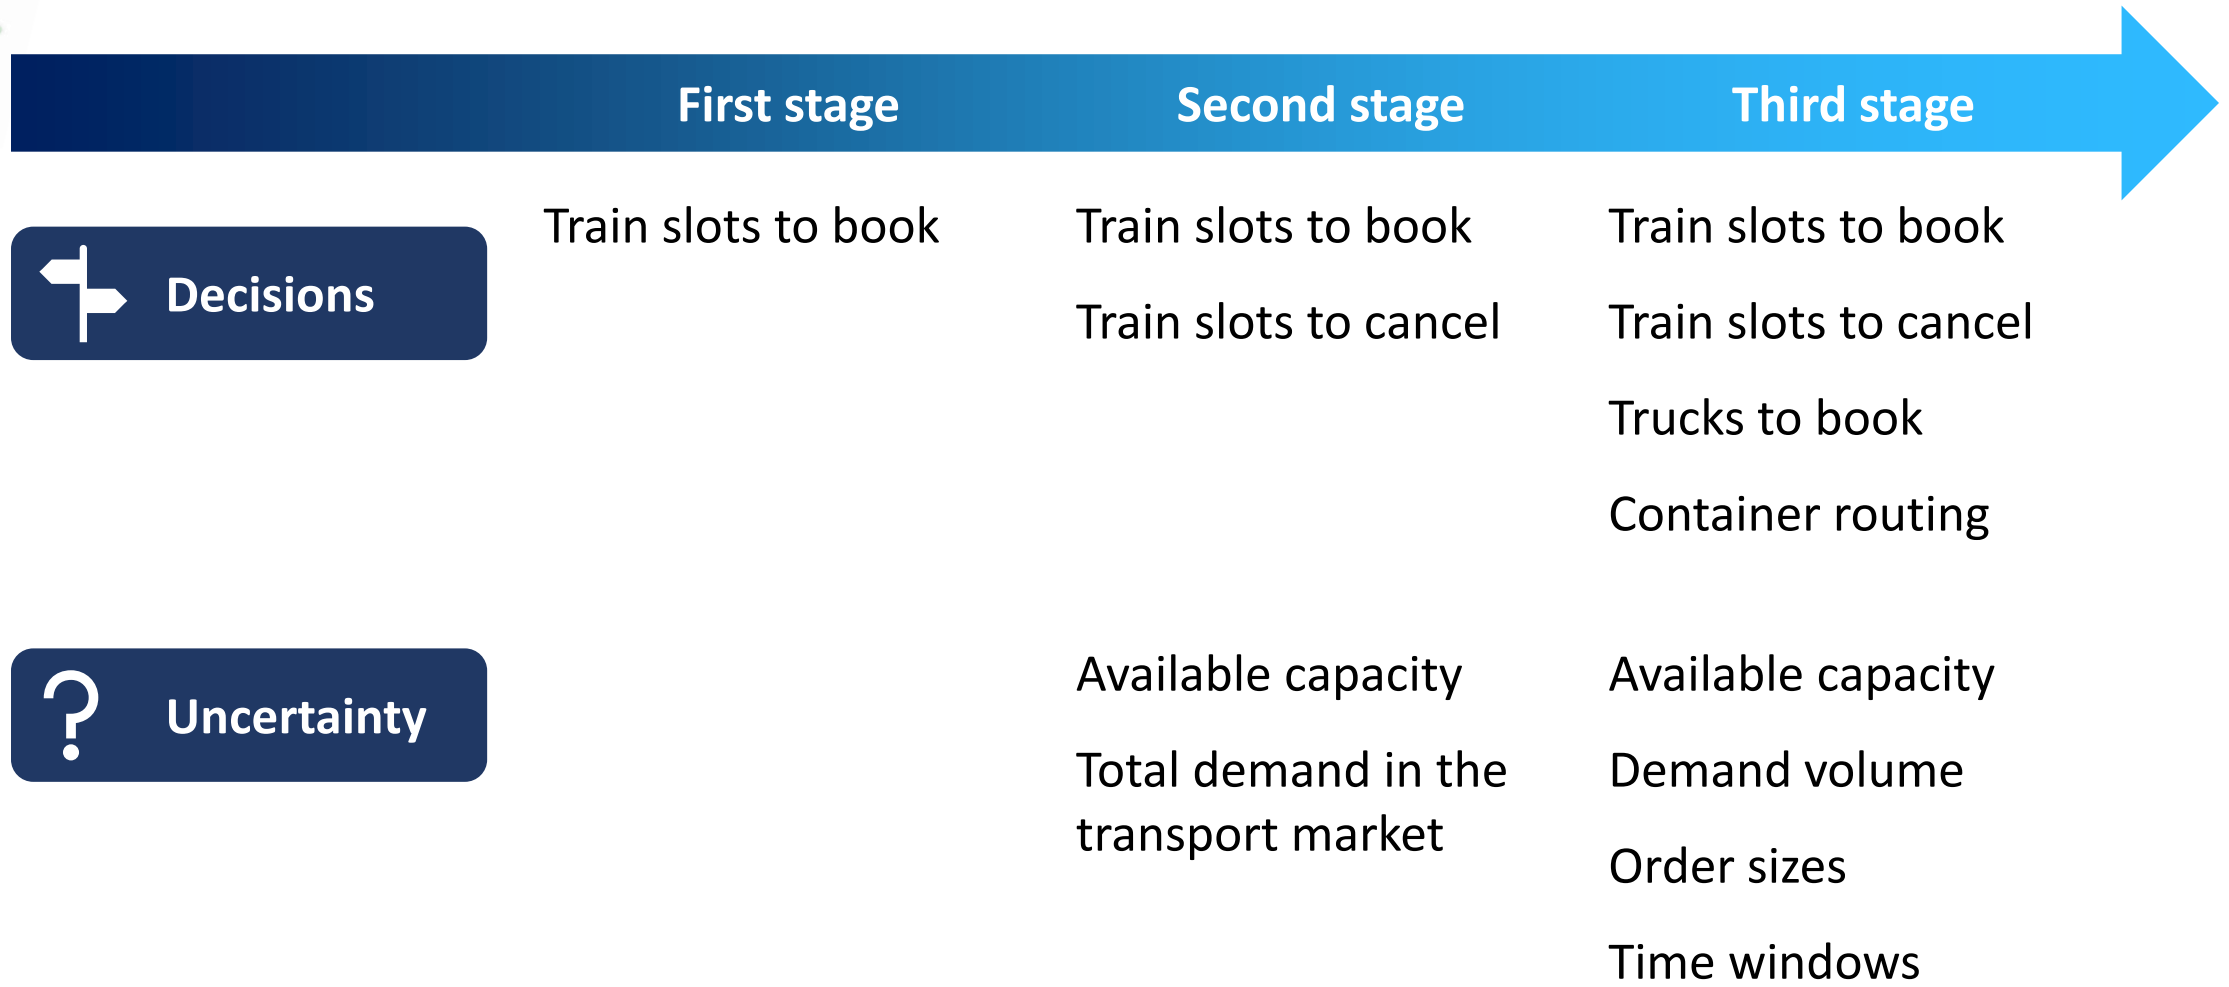 First stage
Second stage
Third stage
Decisions
Train slots to book
Train slots to book
Train slots to cancel
Train slots to book
Train slots to cancel
Trucks to book
Container routing
Uncertainty
Available capacity
Total demand in the
transport market
Available capacity
Demand volume
Order sizes
Time windows